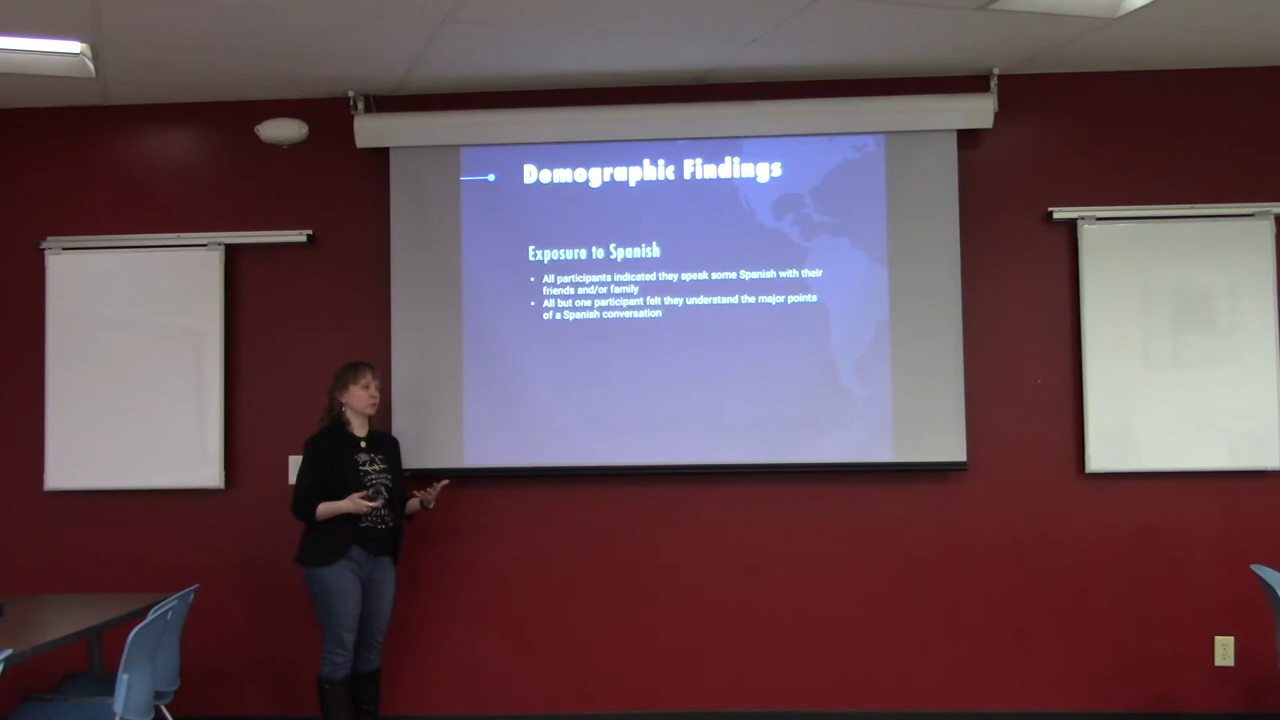 Demographic Findings
Exposure to Spanish
• All participants indicated they speak some Spanish with their
friends and/or family
• All but one participant felt they understand the major points
of a Spanish conversation